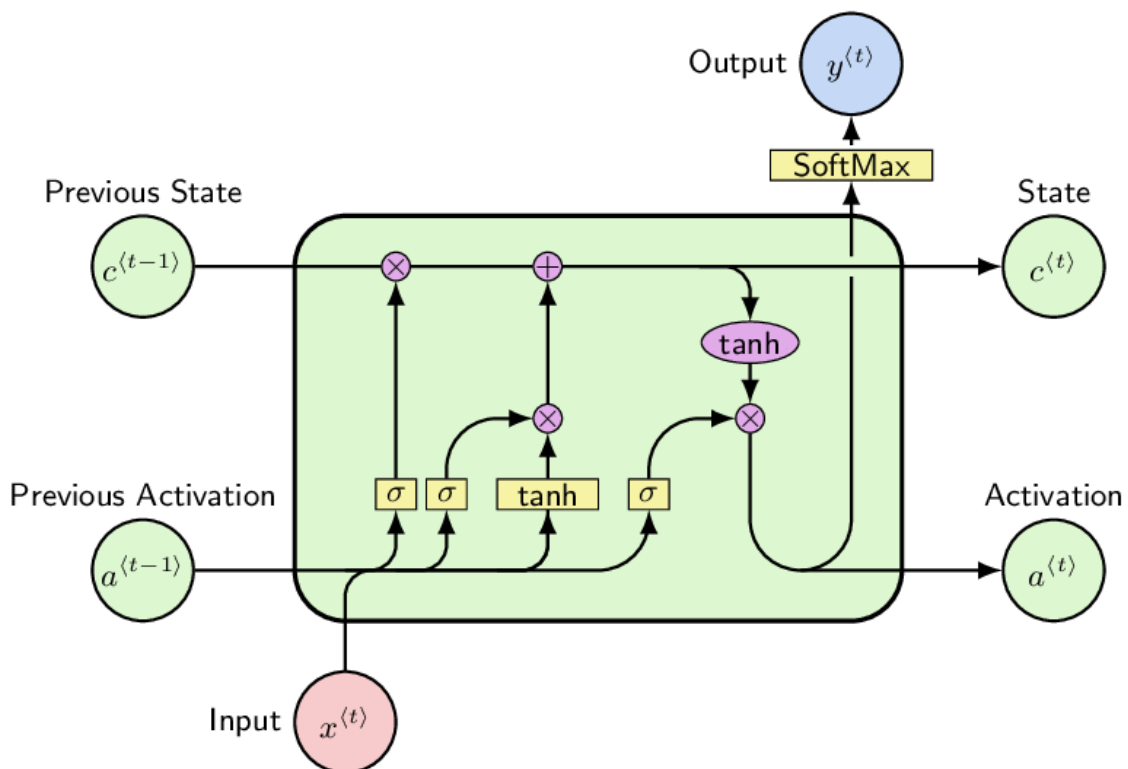 Output
y⟨t⟩
SoftMax
Previous State
State
c⟨t−1⟩
×
+
c⟨t⟩
tanh
×
×
Previous Activation
σ
σ
tanh
σ
Activation
a⟨t−1⟩
a⟨t⟩
Input
x⟨t⟩